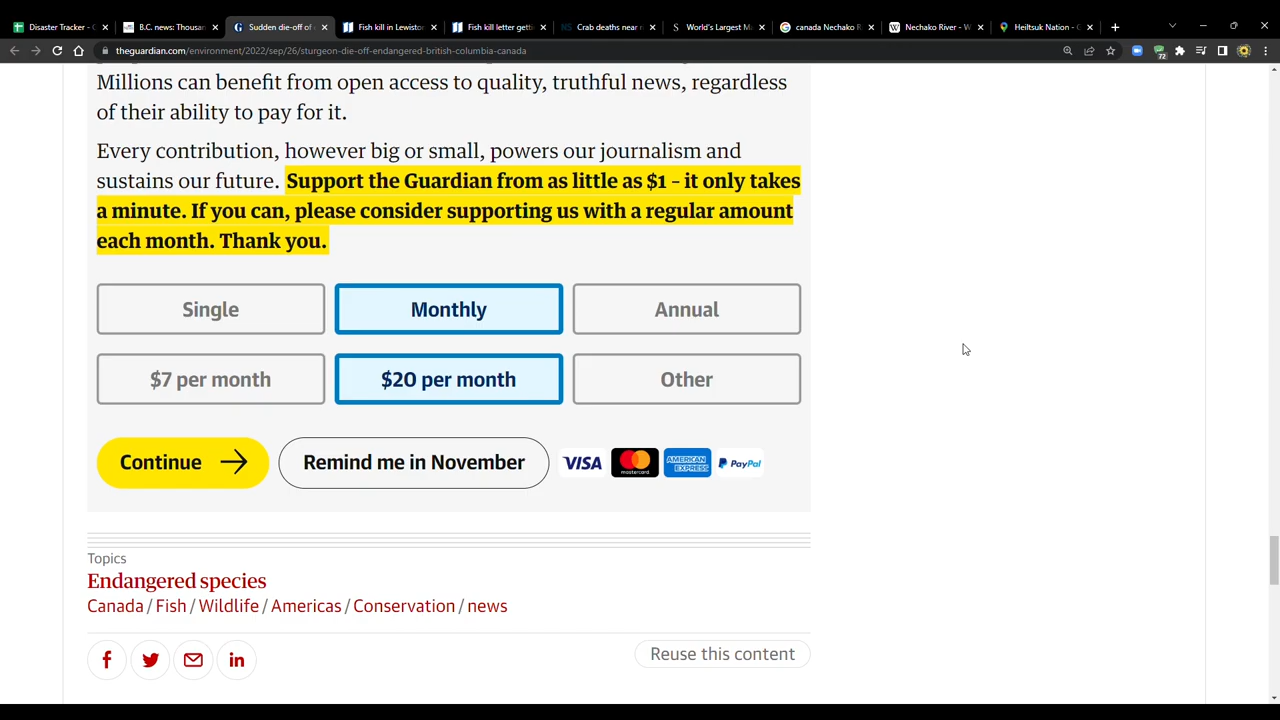 Disaster Tracker - G
B.C. news: Thousan
Sudden die-off of e
Fish kill in Lewiston
Fish kill letter gett
Crab deaths near
World's Largest Ma
canada Nechako R
Nechako River - W
Heiltsuk Nation - G
theguardian.com/environment/2022/sep/26/sturgeon-die-off-endangered-british-columbia-canada
72
Millions can benefit from open access to quality, truthful news, regardless
of their ability to pay for it.
Every contribution, however big or small, powers our journalism and
sustains our future. Support the Guardian from as little as $1 – it only takes
a minute. If you can, please consider supporting us with a regular amount
each month. Thank you.
Single
Monthly
Annual
$7 per month
$20 per month
Other
Continue
Remind me in November
VISA
mastercard
AMERICAN EXPRESS
PayPal
Topics
Endangered species
Canada / Fish / Wildlife / Americas / Conservation / news
Reuse this content